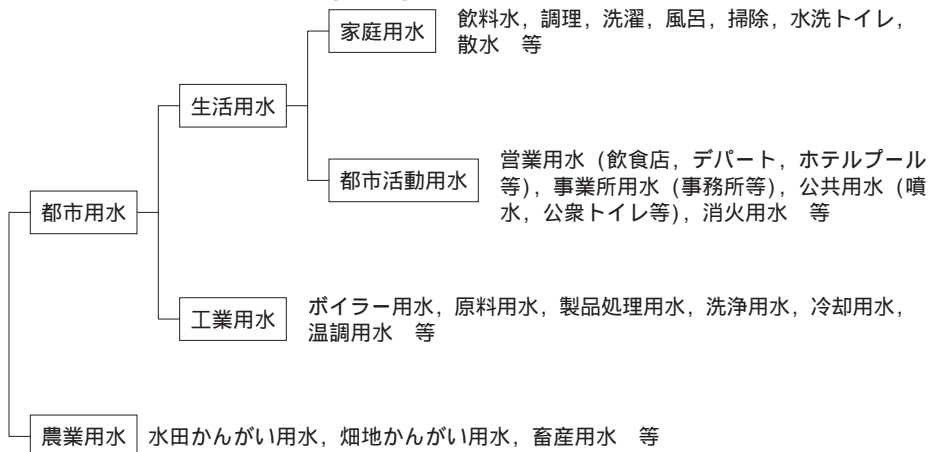 家庭用水
飲料水，調理，洗濯，風呂，掃除，水洗トイレ，
散水　等
生活用水
都市活動用水
営業用水（飲食店，デパート，ホテルプール
等），事業所用水（事務所等），公共用水（噴
水，公衆トイレ等），消火用水　等
都市用水
工業用水
ボイラー用水，原料用水，製品処理用水，洗浄用水，冷却用水，
温調用水　等
農業用水
水田かんがい用水，畑地かんがい用水，畜産用水　等